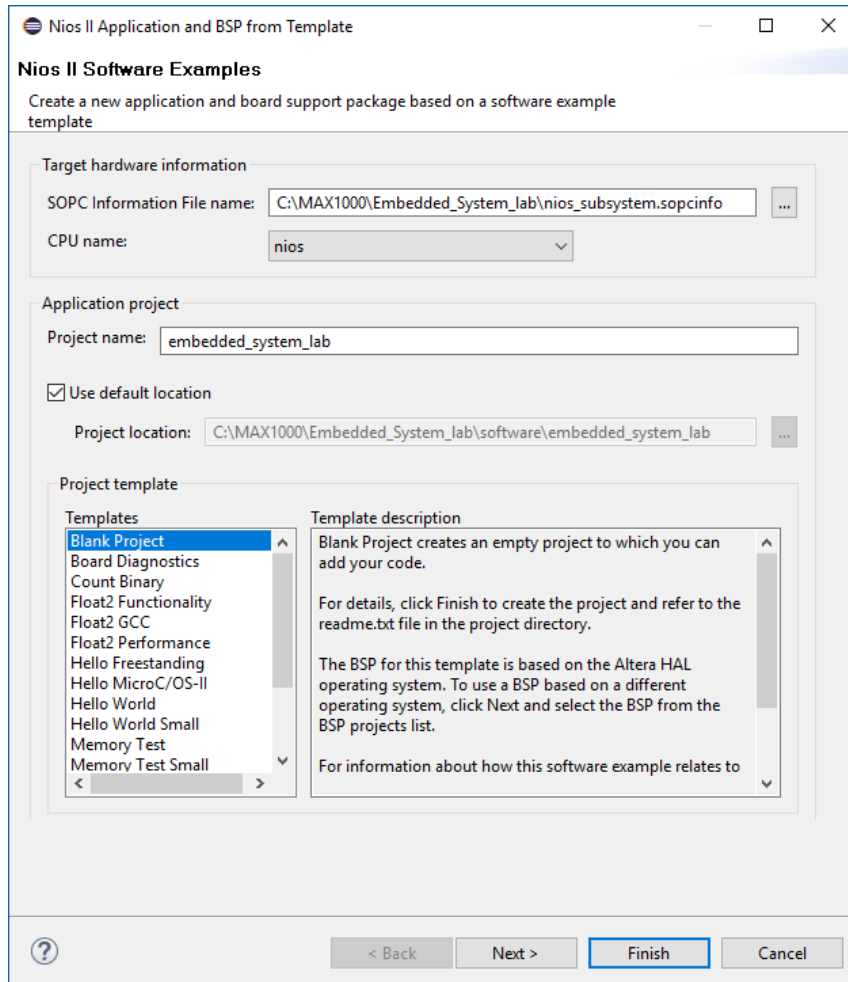 Nios II Application and BSP from Template
Nios II Software Examples
Create a new application and board support package based on a software example
template
Target hardware information
SOPC Information File name: C:\MAX1000\Embedded_System_lab\nios_subsystem.sopcinfo ...
CPU name: nios
Application project
Project name: embedded_system_lab
Use default location
Project location: C:\MAX1000\Embedded_System_lab\software\embedded_system_lab ...
Project template
Templates
Blank Project
Board Diagnostics
Count Binary
Float2 Functionality
Float2 GCC
Float2 Performance
Hello Freestanding
Hello MicroC/OS-II
Hello World
Hello World Small
Memory Test
Memory Test Small
Template description
Blank Project creates an empty project to which you can
add your code.
For details, click Finish to create the project and refer to the
readme.txt file in the project directory.
The BSP for this template is based on the Altera HAL
operating system. To use a BSP based on a different
operating system, click Next and select the BSP from the
BSP projects list.
For information about how this software example relates to
? < Back Next > Finish Cancel